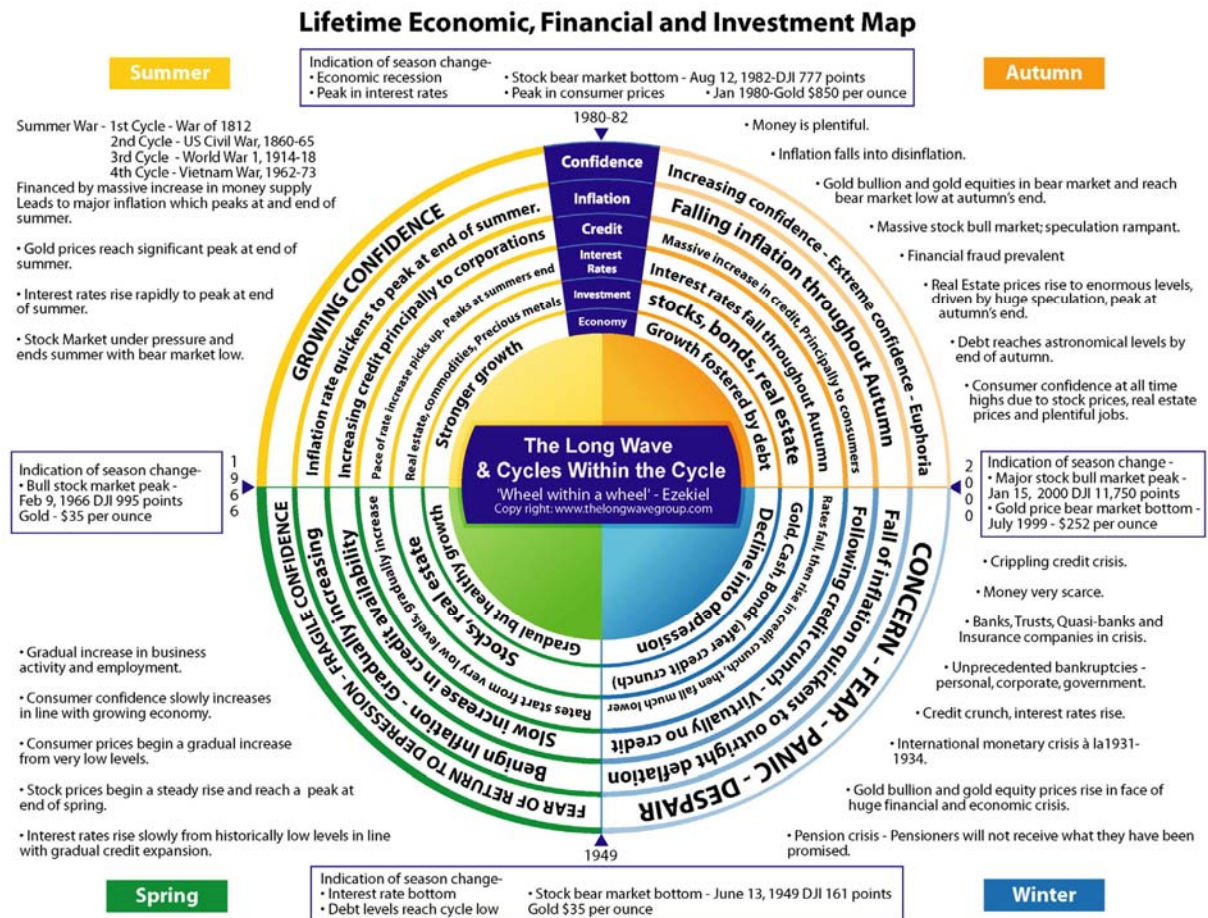 Lifetime Economic, Financial and Investment Map
Summer
Indication of season change-
• Economic recession
• Peak in interest rates
• Stock bear market bottom - Aug 12, 1982-DJI 777 points
• Peak in consumer prices
• Jan 1980-Gold $850 per ounce
Autumn
1980-82
Summer War - 1st Cycle - War of 1812
2nd Cycle - US Civil War, 1860-65
3rd Cycle - World War 1, 1914-18
4th Cycle - Vietnam War, 1962-73
Financed by massive increase in money supply
Leads to major inflation which peaks at and end of
summer.
• Gold prices reach significant peak at end of
summer.
• Interest rates rise rapidly to peak at end
of summer.
• Stock Market under pressure and
ends summer with bear market low.
• Money is plentiful.
• Inflation falls into disinflation.
• Gold bullion and gold equities in bear market and reach
bear market low at autumn's end.
• Massive stock bull market; speculation rampant.
• Financial fraud prevalent
• Real Estate prices rise to enormous levels,
driven by huge speculation, peak at
autumn's end.
• Debt reaches astronomical levels by
end of autumn.
• Consumer confidence at all time
highs due to stock prices, real estate
prices and plentiful jobs.
Confidence
Inflation
Credit
Interest
Rates
Investment
Economy
GROWING CONFIDENCE
Inflation rate quickens to peak at end of summer.
Increasing credit principally to corporations
Pace of rate increase picks up. Peaks at summers end
Real estate, commodities, Precious metals
Stronger growth
Increasing confidence - Extreme confidence - Euphoria
Falling inflation throughout Autumn
Massive increase in credit, Principally to consumers
Interest rates fall throughout Autumn
stocks, bonds, real estate
Growth fostered by debt
The Long Wave
& Cycles Within the Cycle
'Wheel within a wheel' - Ezekiel
Copy right: www.thelongwavegroup.com
Indication of season change-
• Bull stock market peak -
Feb 9, 1966 DJI 995 points
Gold - $35 per ounce
1966
2000
Indication of season change -
• Major stock bull market peak -
Jan 15, 2000 DJI 11,750 points
• Gold price bear market bottom -
July 1999 - $252 per ounce
FEAR OF RETURN TO DEPRESSION - FRAGILE CONFIDENCE
Benign Inflation - Gradually increasing
Slow increase in credit availability
Rates start from very low levels, gradually increase
Stocks, real estate
Gradual but healthy growth
CONCERN - FEAR - PANIC - DESPAIR
Fall of inflation quickens to outright deflation
Following credit crunch - Virtually no credit
Rates fall, then rise in credit crunch, then fall much lower
Gold, Cash, Bonds (after credit crunch)
Decline into depression
• Gradual increase in business
activity and employment.
• Consumer confidence slowly increases
in line with growing economy.
• Consumer prices begin a gradual increase
from very low levels.
• Stock prices begin a steady rise and reach a peak at
end of spring.
• Interest rates rise slowly from historically low levels in line
with gradual credit expansion.
• Crippling credit crisis.
• Money very scarce.
• Banks, Trusts, Quasi-banks and
Insurance companies in crisis.
• Unprecedented bankruptcies -
personal, corporate, government.
• Credit crunch, interest rates rise.
• International monetary crisis à la1931-
1934.
• Gold bullion and gold equity prices rise in face of
huge financial and economic crisis.
• Pension crisis - Pensioners will not receive what they have been
promised.
1949
Spring
Indication of season change-
• Interest rate bottom
• Debt levels reach cycle low
• Stock bear market bottom - June 13, 1949 DJI 161 points
Gold $35 per ounce
Winter